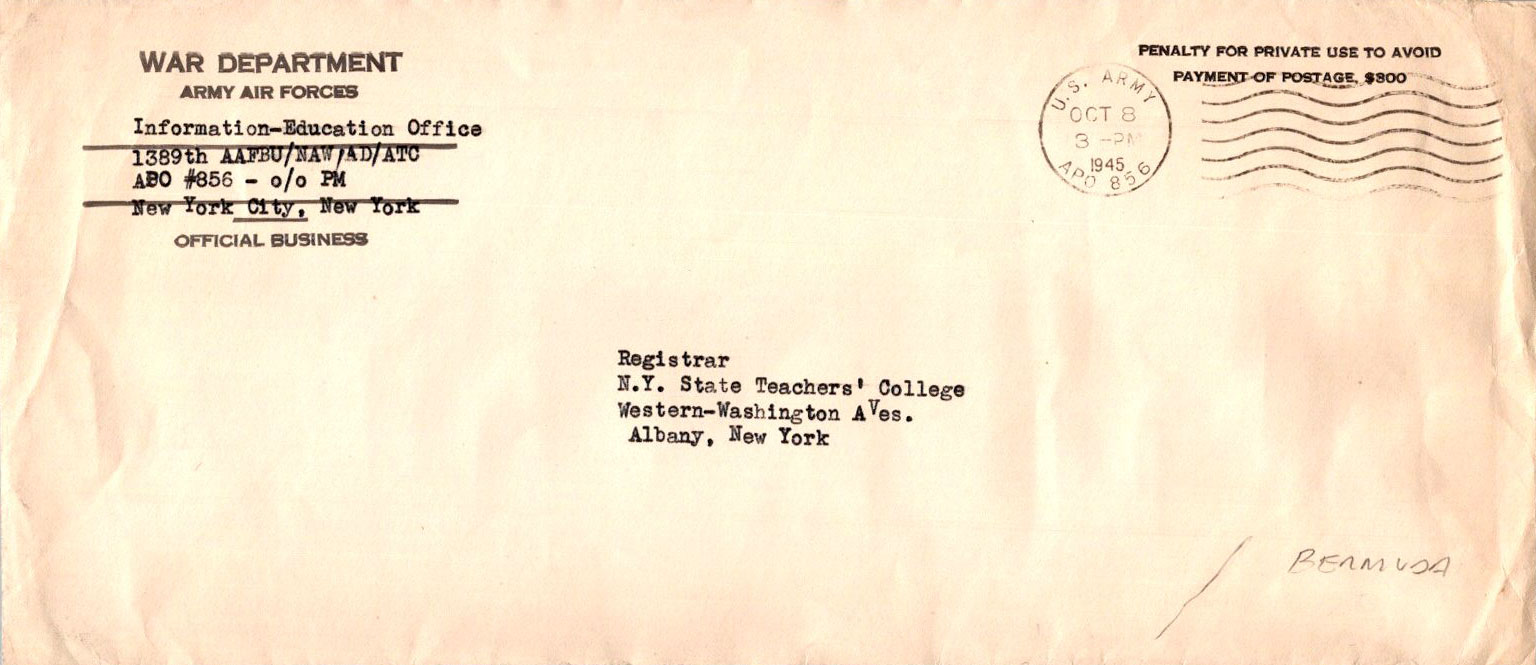 WAR DEPARTMENT
ARMY AIR FORCES
Information-Education Office
1389th AAFBU/NAW/AD/ATC
APO #856 - o/o PM
New York City, New York
OFFICIAL BUSINESS
PENALTY FOR PRIVATE USE TO AVOID
PAYMENT OF POSTAGE, $300
U.S. ARMY
OCT 8
3 -PM
1945
APO 856
Registrar
N.Y. State Teachers' College
Western-Washington AVes.
Albany, New York
BERMUDA